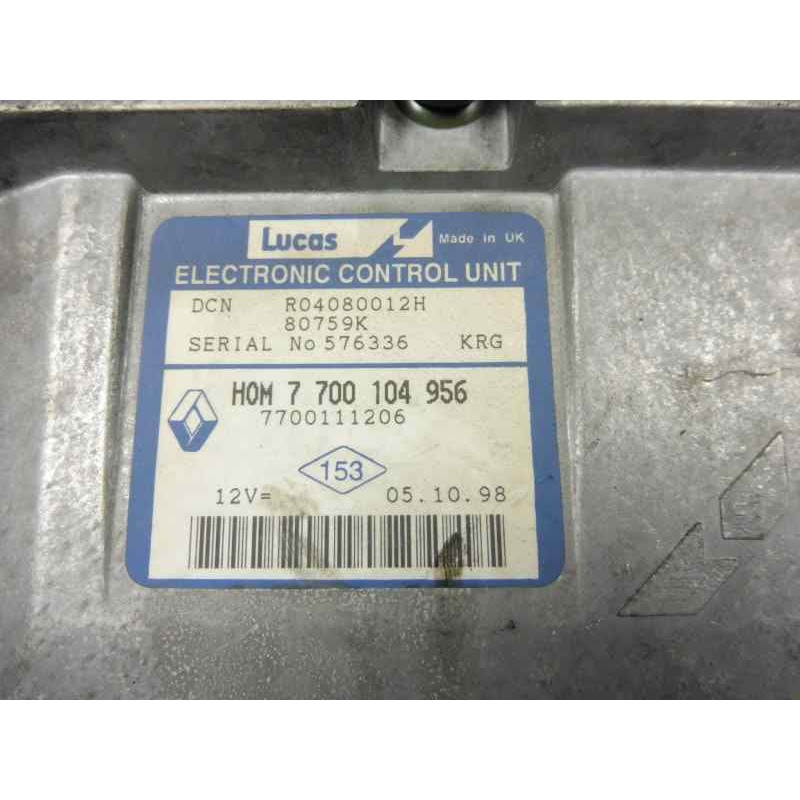 Lucas Made in UK
ELECTRONIC CONTROL UNIT
DCN R04080012H
80759K
SERIAL No 576336 KRG
HOM 7 700 104 956
7700111206
153
12V= 05.10.98